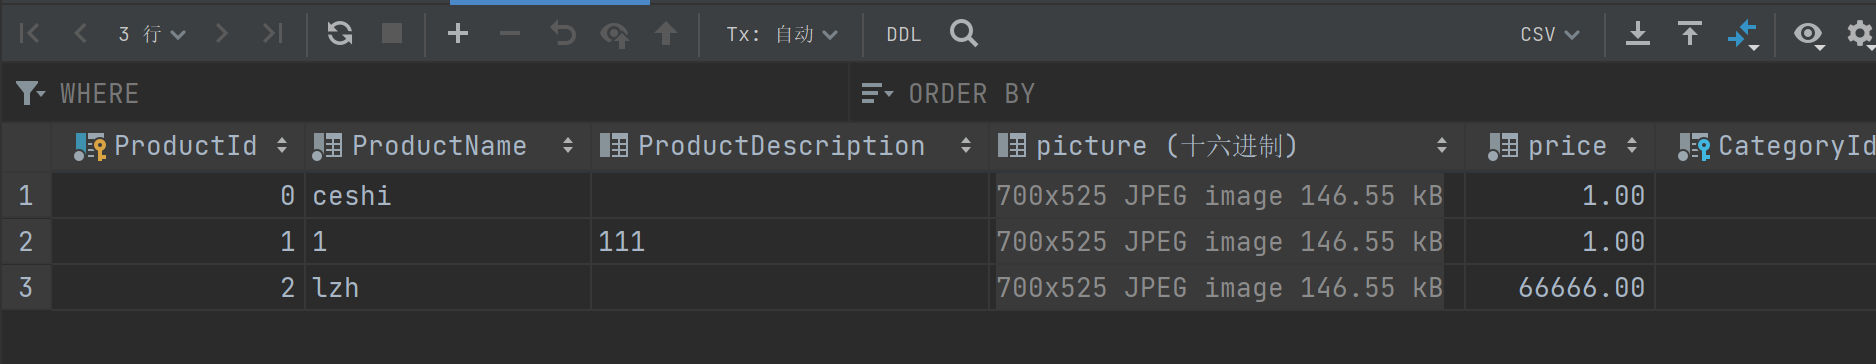 3 行 Tx: 自动 DDL CSV
WHERE ORDER BY
ProductId ProductName ProductDescription picture (十六进制) price CategoryId
1 0 ceshi 700x525 JPEG image 146.55 kB 1.00
2 1 1 111 700x525 JPEG image 146.55 kB 1.00
3 2 lzh 700x525 JPEG image 146.55 kB 66666.00